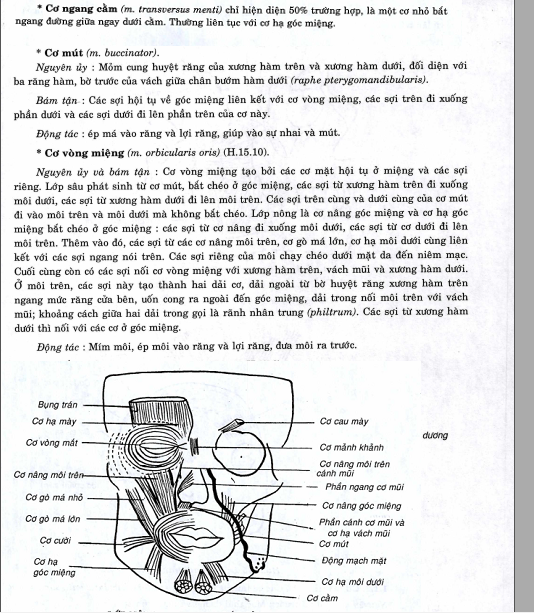 * Cơ ngang cằm (m. transversus menti) chỉ hiện diện 50% trường hợp, là một cơ nhỏ bắt
ngang đường giữa ngay dưới cằm. Thường liên tục với cơ hạ góc miệng.
* Cơ mút (m. buccinator).
Nguyên ủy : Mỏm cung huyệt răng của xương hàm trên và xương hàm dưới, đối diện với
ba răng hàm, bờ trước của vách giữa chân bướm hàm dưới (raphe pterygomandibularis).
Bám tận : Các sợi hội tụ về góc miệng liên kết với cơ vòng miệng, các sợi trên đi xuống
phần dưới và các sợi dưới đi lên phần trên của cơ này.
Động tác : ép má vào răng và lợi răng, giúp vào sự nhai và mút.
* Cơ vòng miệng (m. orbicularis oris) (H.15.10).
Nguyên ủy và bám tận : Cơ vòng miệng tạo bởi các cơ mặt hội tụ ở miệng và các sợi
riêng. Lớp sâu phát sinh từ cơ mút, bắt chéo ở góc miệng, các sợi từ xương hàm trên đi xuống
môi dưới, các sợi từ xương hàm dưới đi lên môi trên. Các sợi trên cùng và dưới cùng của cơ mút
đi vào môi trên và môi dưới mà không bắt chéo. Lớp nông là cơ nâng góc miệng và cơ hạ góc
miệng bắt chéo ở góc miệng : các sợi từ cơ nâng đi xuống môi dưới, các sợi từ cơ dưới đi lên
môi trên. Thêm vào đó, các sợi từ các cơ nâng môi trên, cơ gò má lớn, cơ hạ môi dưới cùng liên
kết với các sợi ngang nói trên. Các sợi riêng của môi chạy chéo dưới mặt da đến niêm mạc.
Cuối cùng còn có các sợi nối cơ vòng miệng với xương hàm trên, vách mũi và xương hàm dưới.
Ở môi trên, các sợi này tạo thành hai dải cơ, dải ngoài từ bờ huyệt răng xương hàm trên
ngang mức răng cửa bên, uốn cong ra ngoài đến góc miệng, dải trong nối môi trên với vách
mũi; khoảng cách giữa hai dải trong gọi là rãnh nhân trung (philtrum). Các sợi từ xương hàm
dưới thì nối với các cơ ở góc miệng.
Động tác : Mím môi, ép môi vào răng và lợi răng, đưa môi ra trước.
Bụng trán
Cơ hạ mày
Cơ vòng mắt
Cơ nâng môi trên
Cơ gò má nhỏ
Cơ gò má lớn
Cơ cười
Cơ hạ
góc miệng
Cơ cau mày
dương
Cơ mảnh khảnh
Cơ nâng môi trên
cánh mũi
Phần ngang cơ mũi
Cơ nâng góc miệng
Phần cánh cơ mũi và
cơ hạ vách mũi
Cơ mút
Động mạch mặt
Cơ hạ môi dưới
Cơ cằm